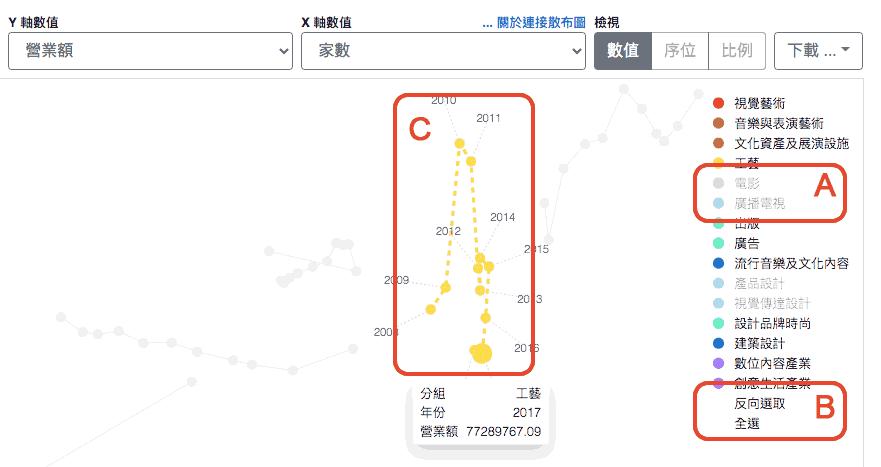 Y 軸數值
X 軸數值
... 關於連接散布圖
檢視
營業額
家數
數值
序位
比例
下載 ...
2010
C
2011
2014
2012
2015
2009
2013
2008
2016
分組 工藝
年份 2017
營業額 77289767.09
視覺藝術
音樂與表演藝術
文化資產及展演設施
工藝
電影
A
廣播電視
出版
廣告
流行音樂及文化內容
產品設計
視覺傳達設計
設計品牌時尚
建築設計
數位內容產業
創意生活產業
反向選取
B
全選